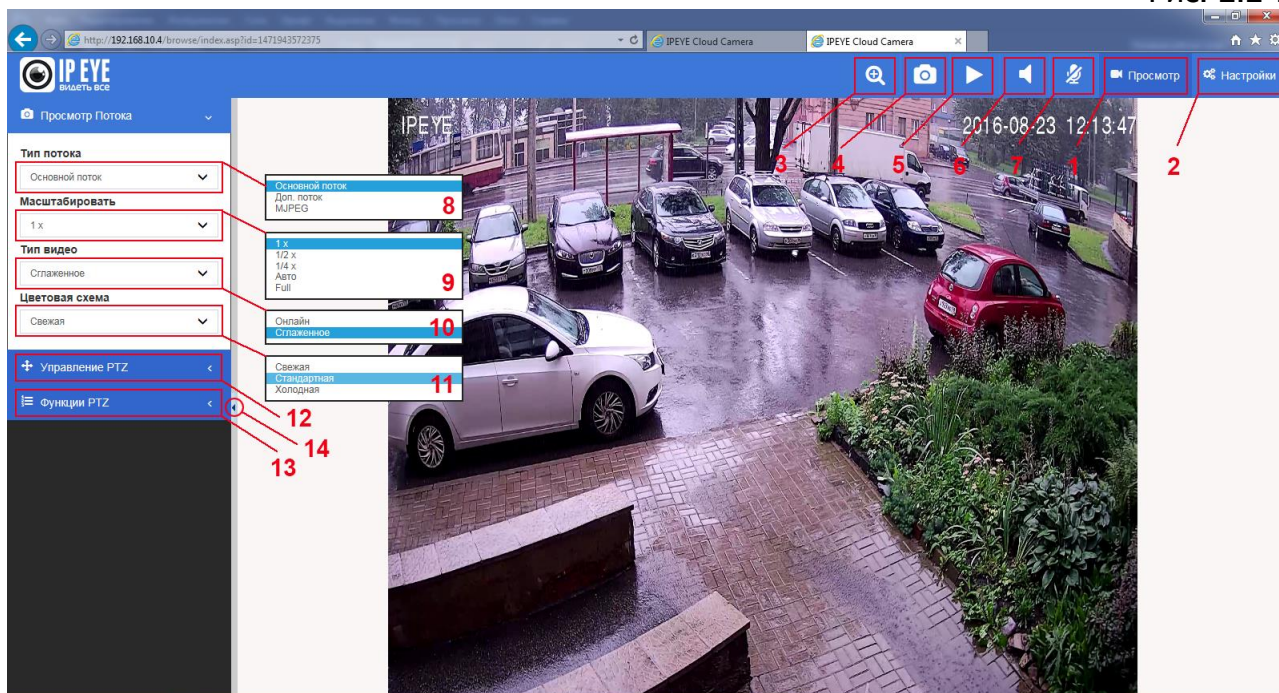 http://192.168.10.4/browse/index.asp?id=1471943572375
IPEYE Cloud Camera
IPEYE Cloud Camera
IP EYE
видеть все
Просмотр
Настройки
Просмотр Потока
IPEYE
2016-08-23 12:13:47
3
4
5
6
7
1
2
Тип потока
Основной поток
Масштабировать
1 x
Тип видео
Сглаженное
Цветовая схема
Свежая
Управление PTZ
Функции PTZ
Основной поток
Доп. поток
MJPEG
8
1 x
1/2 x
1/4 x
Авто
Full
9
Онлайн
Сглаженное
10
Свежая
Стандартная
Холодная
11
12
14
13